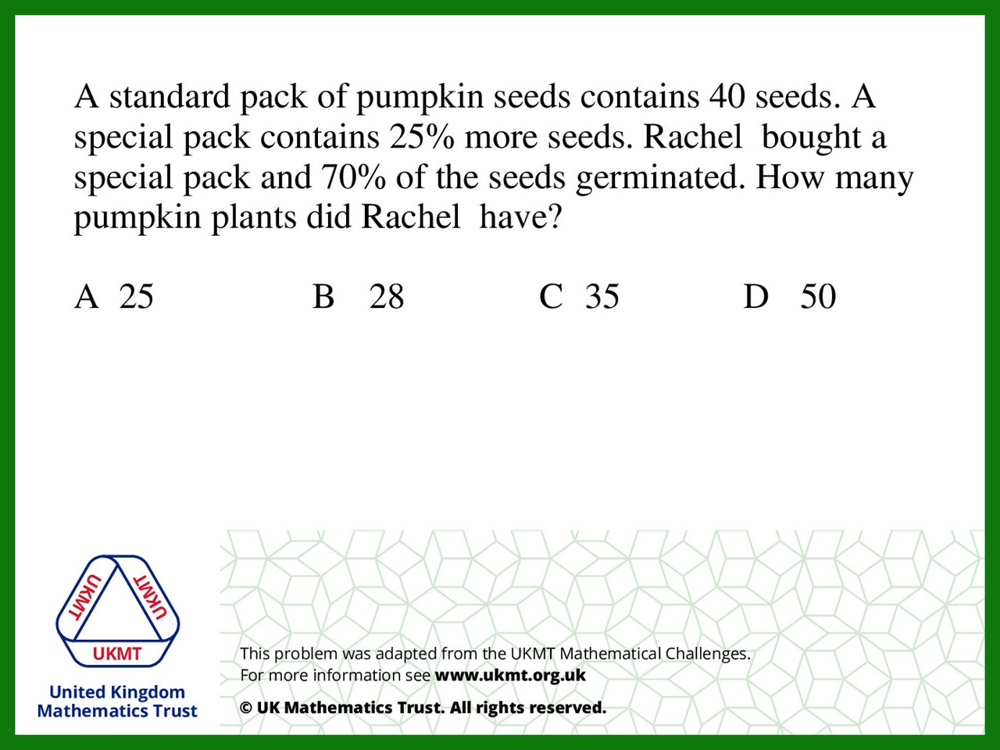 A standard pack of pumpkin seeds contains 40 seeds. A
special pack contains 25% more seeds. Rachel  bought a
special pack and 70% of the seeds germinated. How many
pumpkin plants did Rachel  have?
A 25 B 28 C 35 D 50
UKMT UKMT
UKMT
United Kingdom
Mathematics Trust
This problem was adapted from the UKMT Mathematical Challenges.
For more information see www.ukmt.org.uk
© UK Mathematics Trust. All rights reserved.